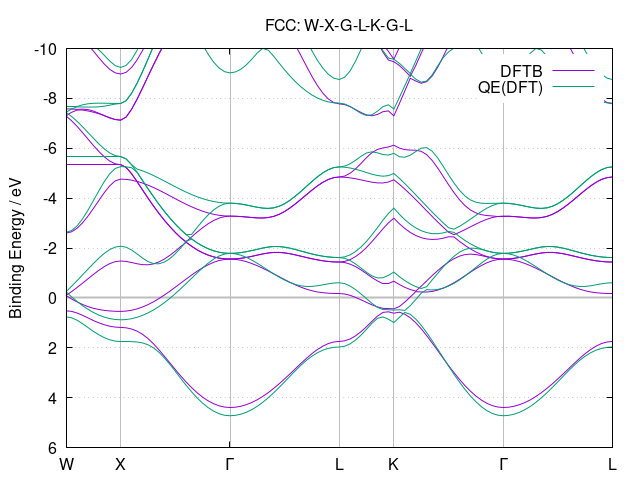 FCC: W-X-G-L-K-G-L
DFTB
QE(DFT)
Binding Energy / eV
-10
-8
-6
-4
-2
0
2
4
6
W X Γ L K Γ L